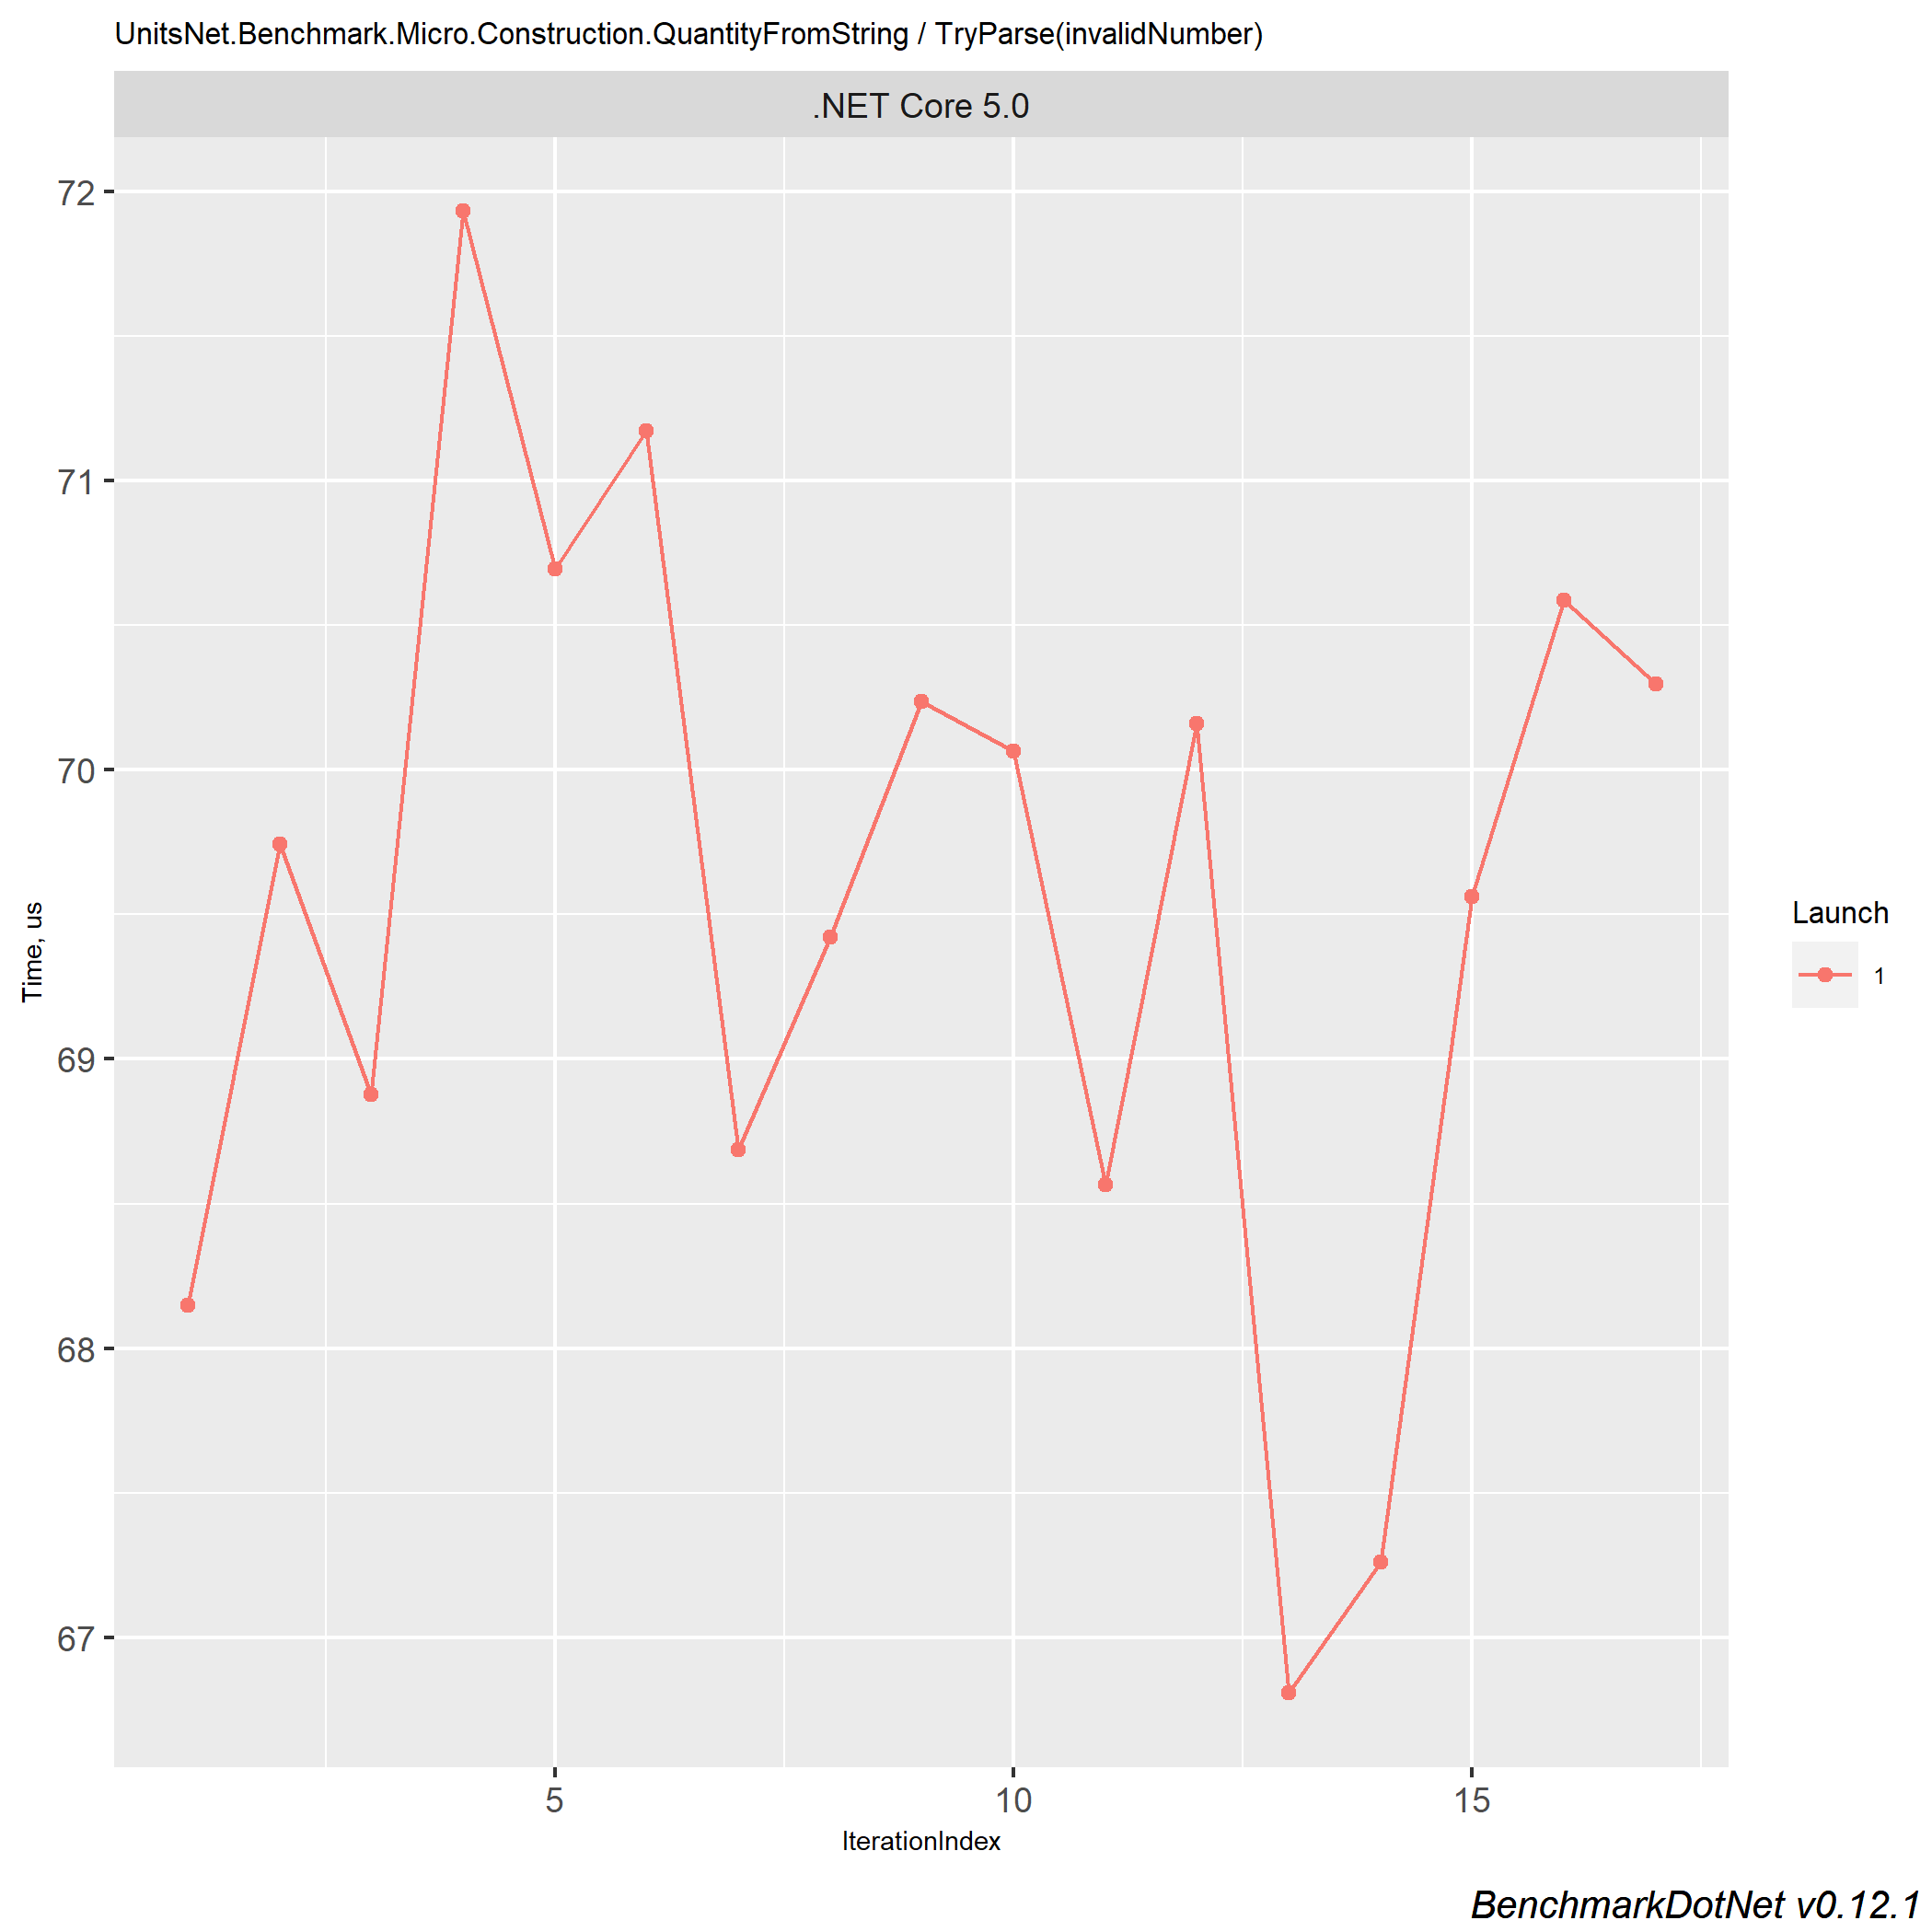 UnitsNet.Benchmark.Micro.Construction.QuantityFromString / TryParse(invalidNumber)
.NET Core 5.0
72
71
70
69
68
67
Time, us
5 10 15
IterationIndex
Launch
1
BenchmarkDotNet v0.12.1